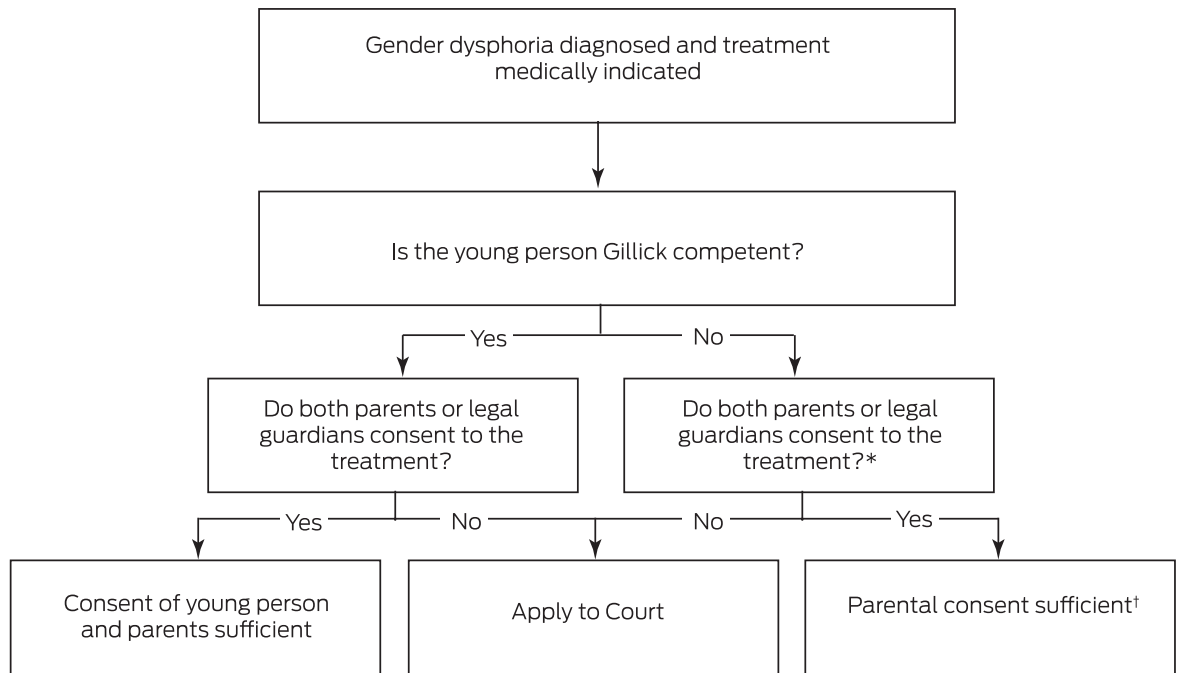 Gender dysphoria diagnosed and treatment
medically indicated
Is the young person Gillick competent?
Yes
No
Do both parents or legal
guardians consent to the
treatment?
Do both parents or legal
guardians consent to the
treatment?*
Yes
No
No
Yes
Consent of young person
and parents sufficient
Apply to Court
Parental consent sufficient†